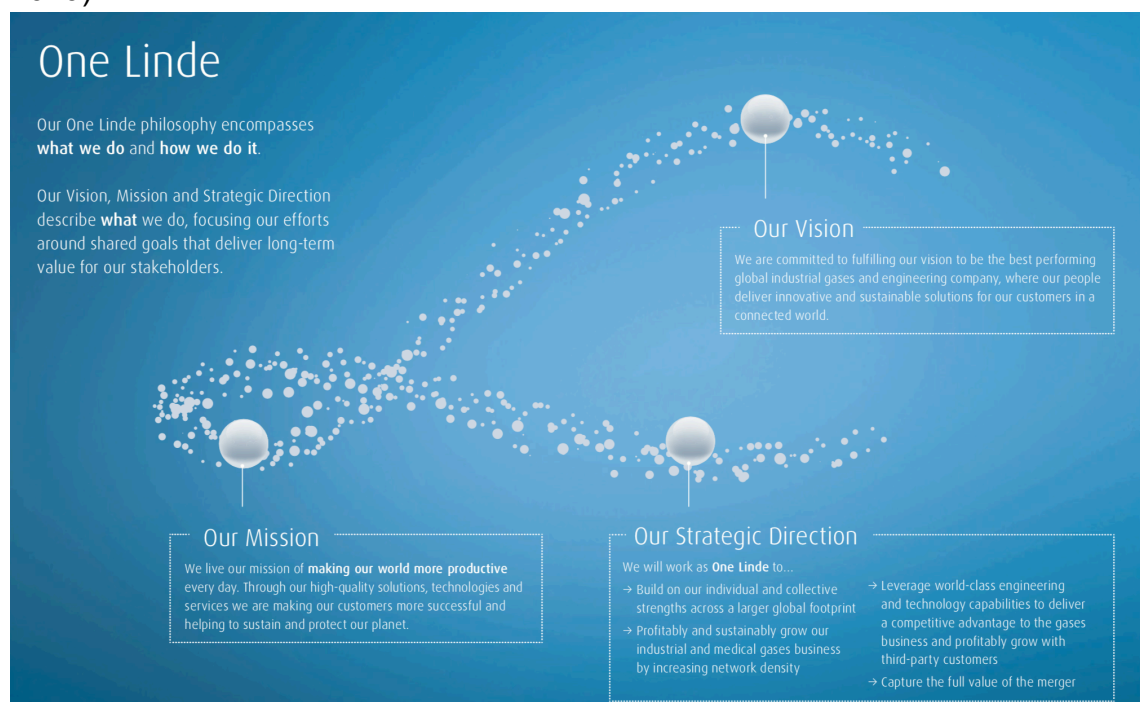 One Linde
Our One Linde philosophy encompasses
what we do and how we do it.
Our Vision, Mission and Strategic Direction
describe what we do, focusing our efforts
around shared goals that deliver long-term
value for our stakeholders.
Our Vision
We are committed to fulfilling our vision to be the best performing
global industrial gases and engineering company, where our people
deliver innovative and sustainable solutions for our customers in a
connected world.
Our Mission
We live our mission of making our world more productive
every day. Through our high-quality solutions, technologies and
services we are making our customers more successful and
helping to sustain and protect our planet.
Our Strategic Direction
We will work as One Linde to...
→ Build on our individual and collective
strengths across a larger global footprint
→ Profitably and sustainably grow our
industrial and medical gases business
by increasing network density
→ Leverage world-class engineering
and technology capabilities to deliver
a competitive advantage to the gases
business and profitably grow with
third-party customers
→ Capture the full value of the merger